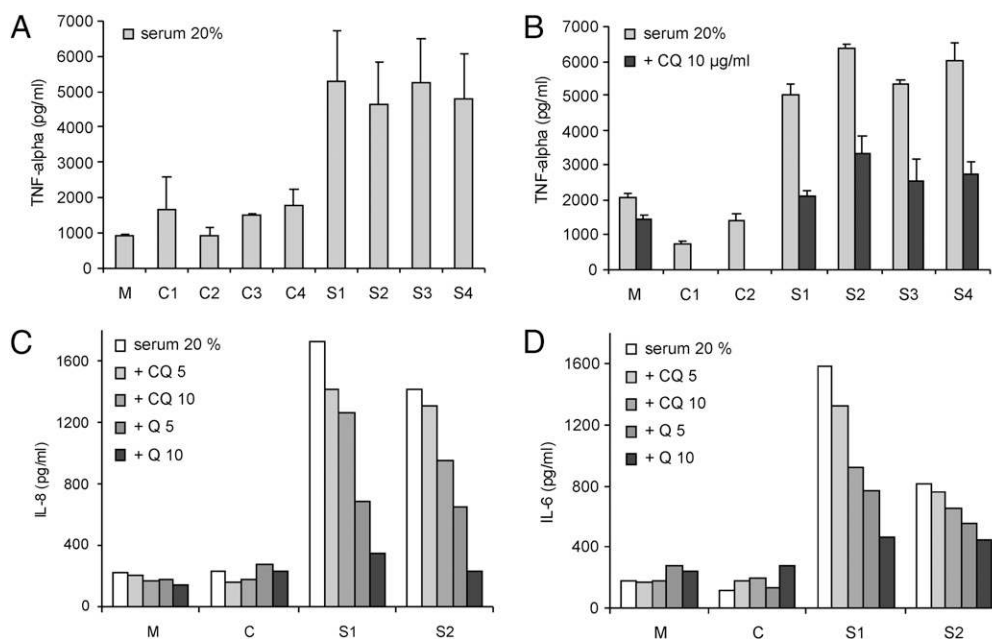 A
serum 20%
TNF-alpha (pg/ml)
7000
6000
5000
4000
3000
2000
1000
0
M C1 C2 C3 C4 S1 S2 S3 S4
B
serum 20%
+ CQ 10 µg/ml
TNF-alpha (pg/ml)
7000
6000
5000
4000
3000
2000
1000
0
M C1 C2 S1 S2 S3 S4
C
serum 20 %
+ CQ 5
+ CQ 10
+ Q 5
+ Q 10
IL-8 (pg/ml)
1600
1200
800
400
0
M C S1 S2
D
serum 20 %
+ CQ 5
+ CQ 10
+ Q 5
+ Q 10
IL-6 (pg/ml)
1600
1200
800
400
0
M C S1 S2